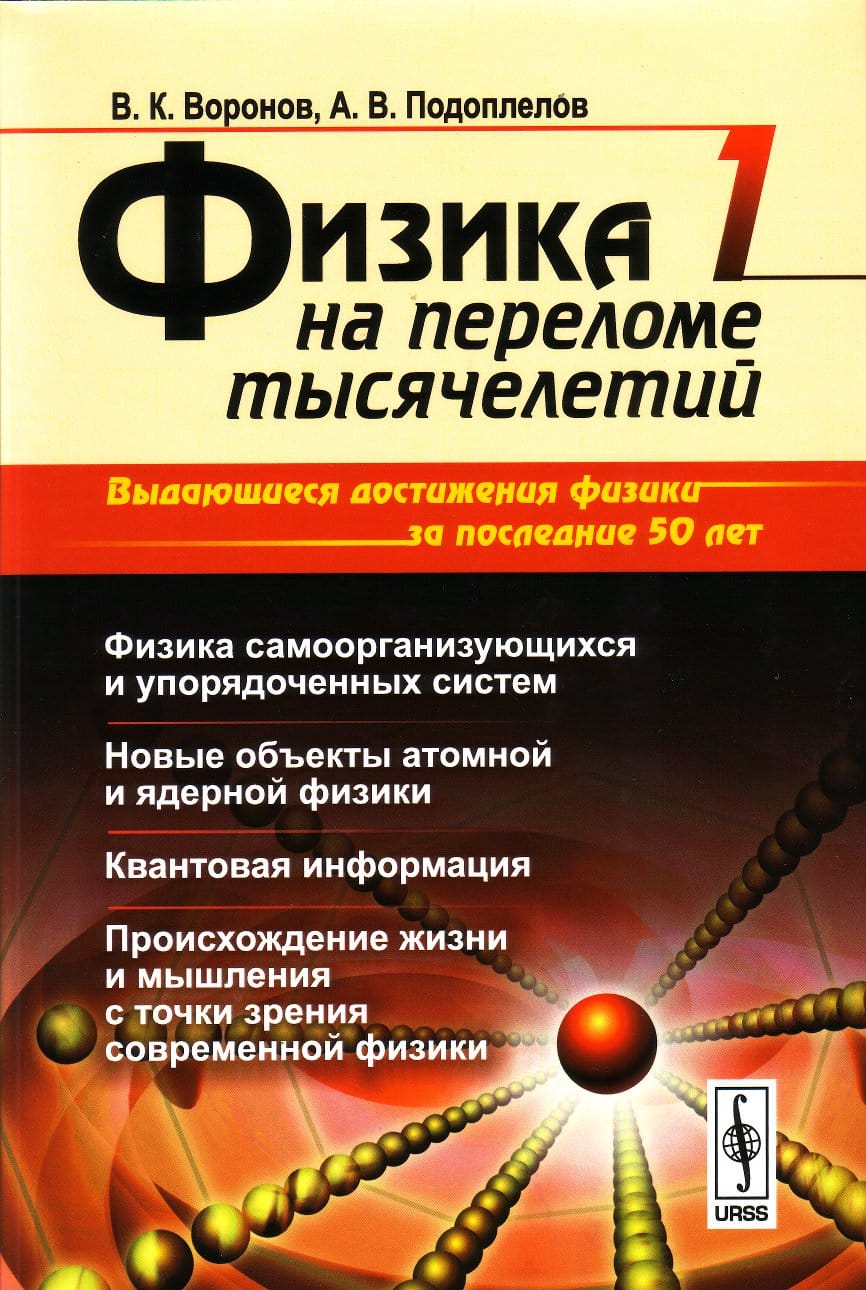 В. К. Воронов, А. В. Подоплелов
Физика 1
на переломе
тысячелетий
Выдающиеся достижения физики
за последние 50 лет
Физика самоорганизующихся
и упорядоченных систем
Новые объекты атомной
и ядерной физики
Квантовая информация
Происхождение жизни
и мышления
с точки зрения
современной физики
URSS